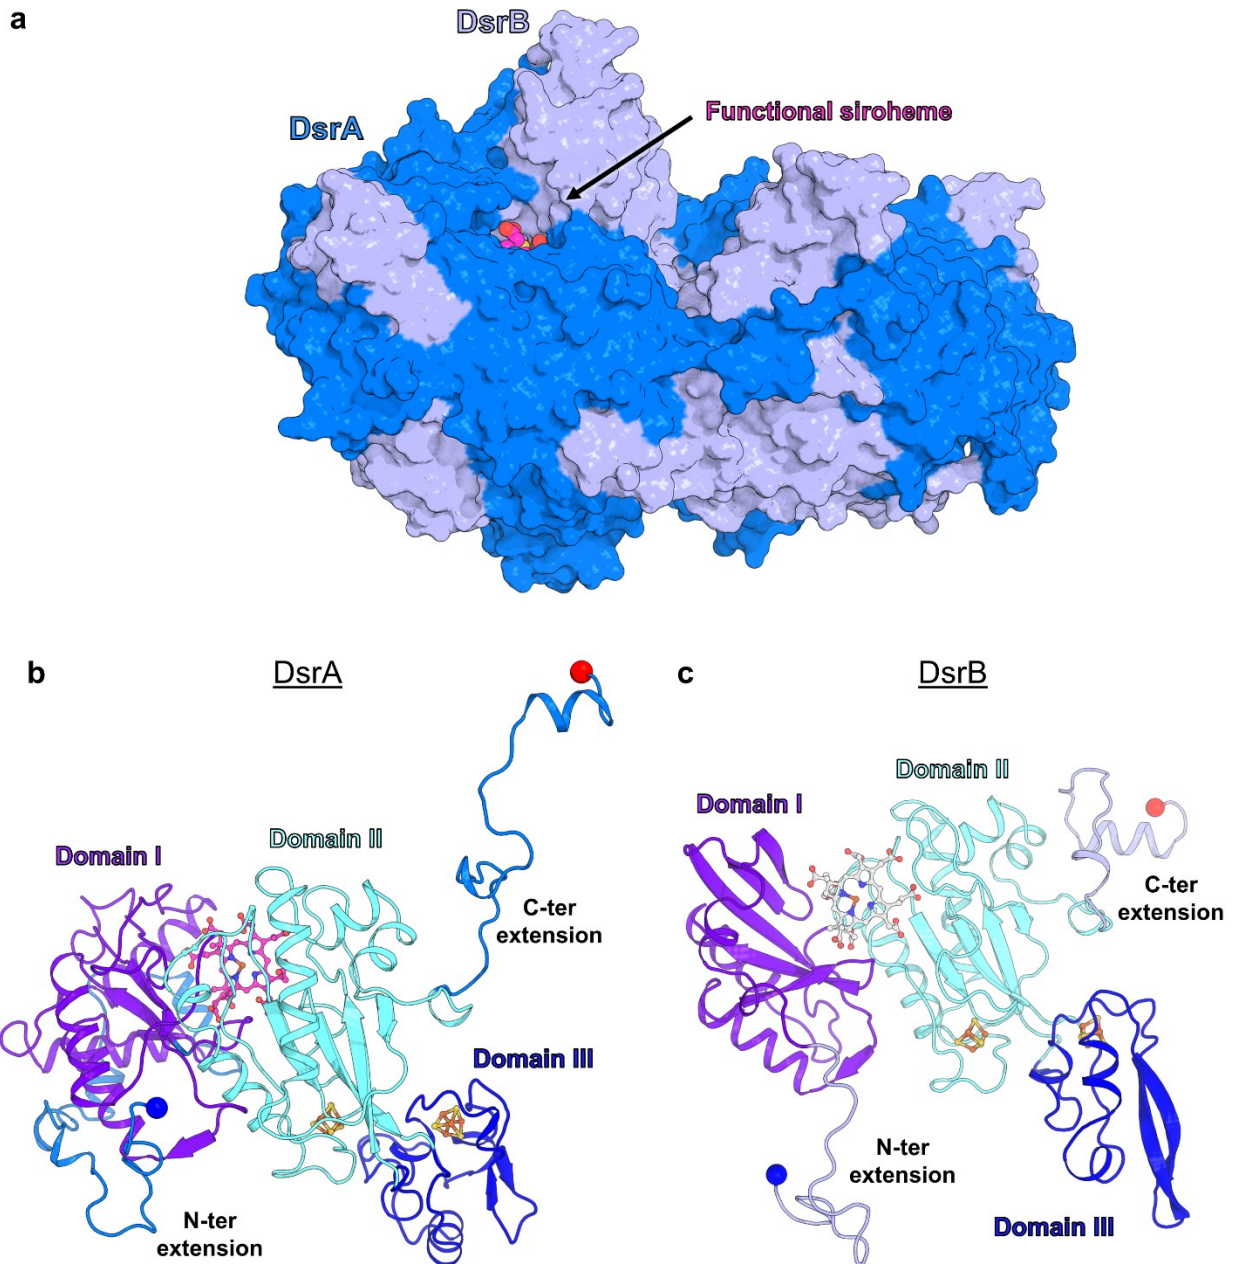 a
DsrB
Functional siroheme
DsrA
b
DsrA
c
DsrB
Domain II
Domain I
Domain II
Domain I
C-ter
extension
C-ter
extension
Domain III
N-ter
extension
N-ter
extension
Domain III